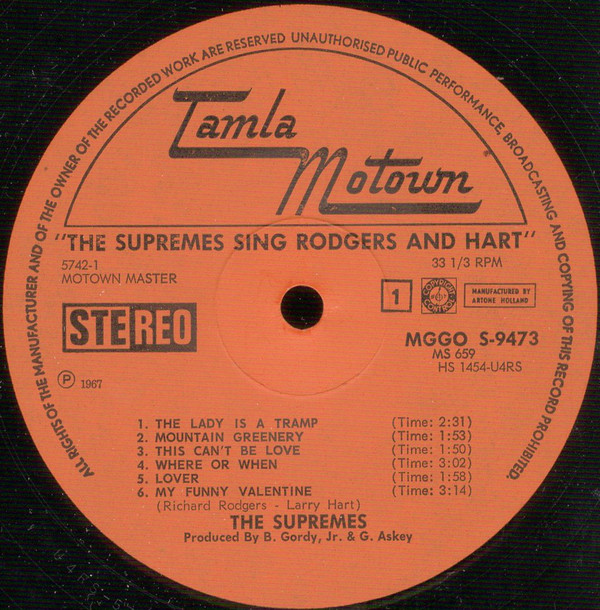 ALL RIGHTS OF THE MANUFACTURER AND OF THE OWNER OF THE RECORDED WORK ARE RESERVED UNAUTHORISED PUBLIC PERFORMANCE, BROADCASTING AND COPYING OF THIS RECORD PROHIBITED.
Tamla
Motown
"THE SUPREMES SING RODGERS AND HART"
5742-1
33 1/3 RPM
MOTOWN MASTER
1
COPYRIGHT CONTROL
MANUFACTURED BY
ARTONE HOLLAND
STEREO
MGGO S-9473
MS 659
HS 1454-U4RS
Ⓟ 1967
1. THE LADY IS A TRAMP (Time: 2:31)
2. MOUNTAIN GREENERY (Time: 1:53)
3. THIS CAN'T BE LOVE (Time: 1:50)
4. WHERE OR WHEN (Time: 3:02)
5. LOVER (Time: 1:58)
6. MY FUNNY VALENTINE (Time: 3:14)
(Richard Rodgers - Larry Hart)
THE SUPREMES
Produced By B. Gordy, Jr. & G. Askey